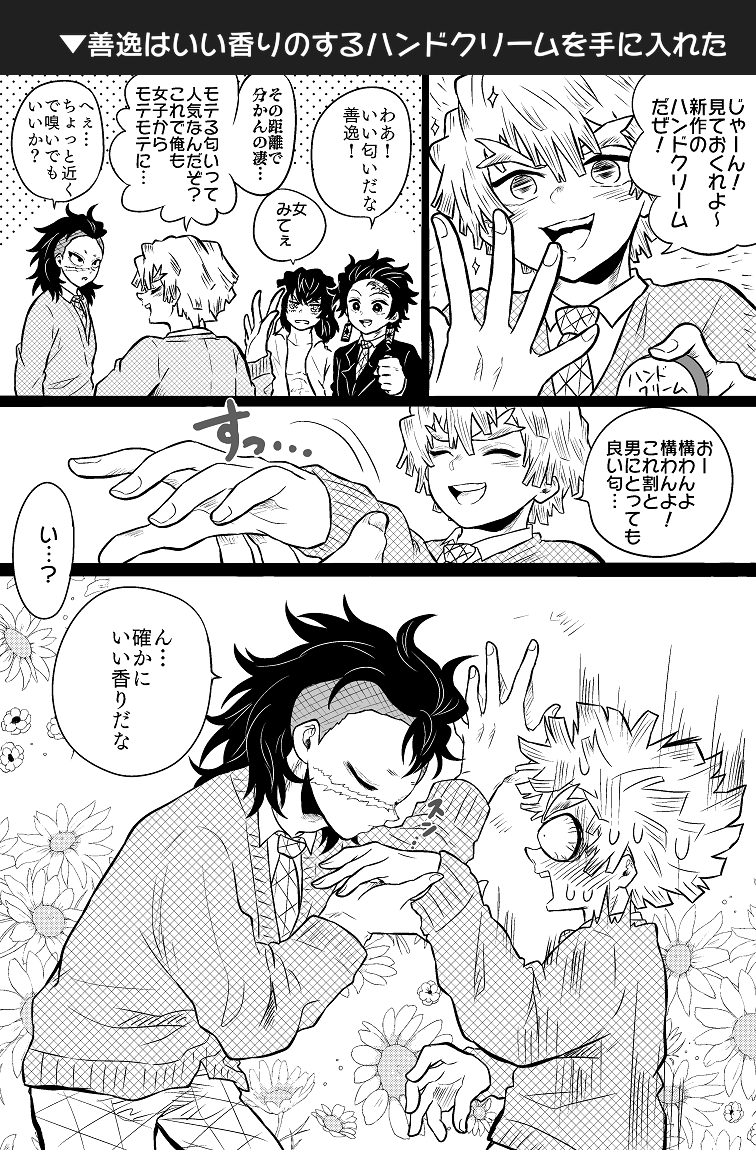 ▼善逸はいい香りのするハンドクリームを手に入れた
じゃーん！
見ておくれよ～
新作の
ハンドクリーム
だぜ！
ハンド
クリーム
わあ！
いい匂いだな
善逸！
その距離で
分かんの凄…
女
みてぇ
モテる匂いって
人気なんだぞ？
これで俺も
女子から
モテモテに…
へぇ…
ちょっと近く
で嗅いでも
いいか？
おー
構わんよ
構わんよ！
これ割と
男にとっても
良い匂…
すっ…
い…？
ん…
確かに
いい香りだな
スン…